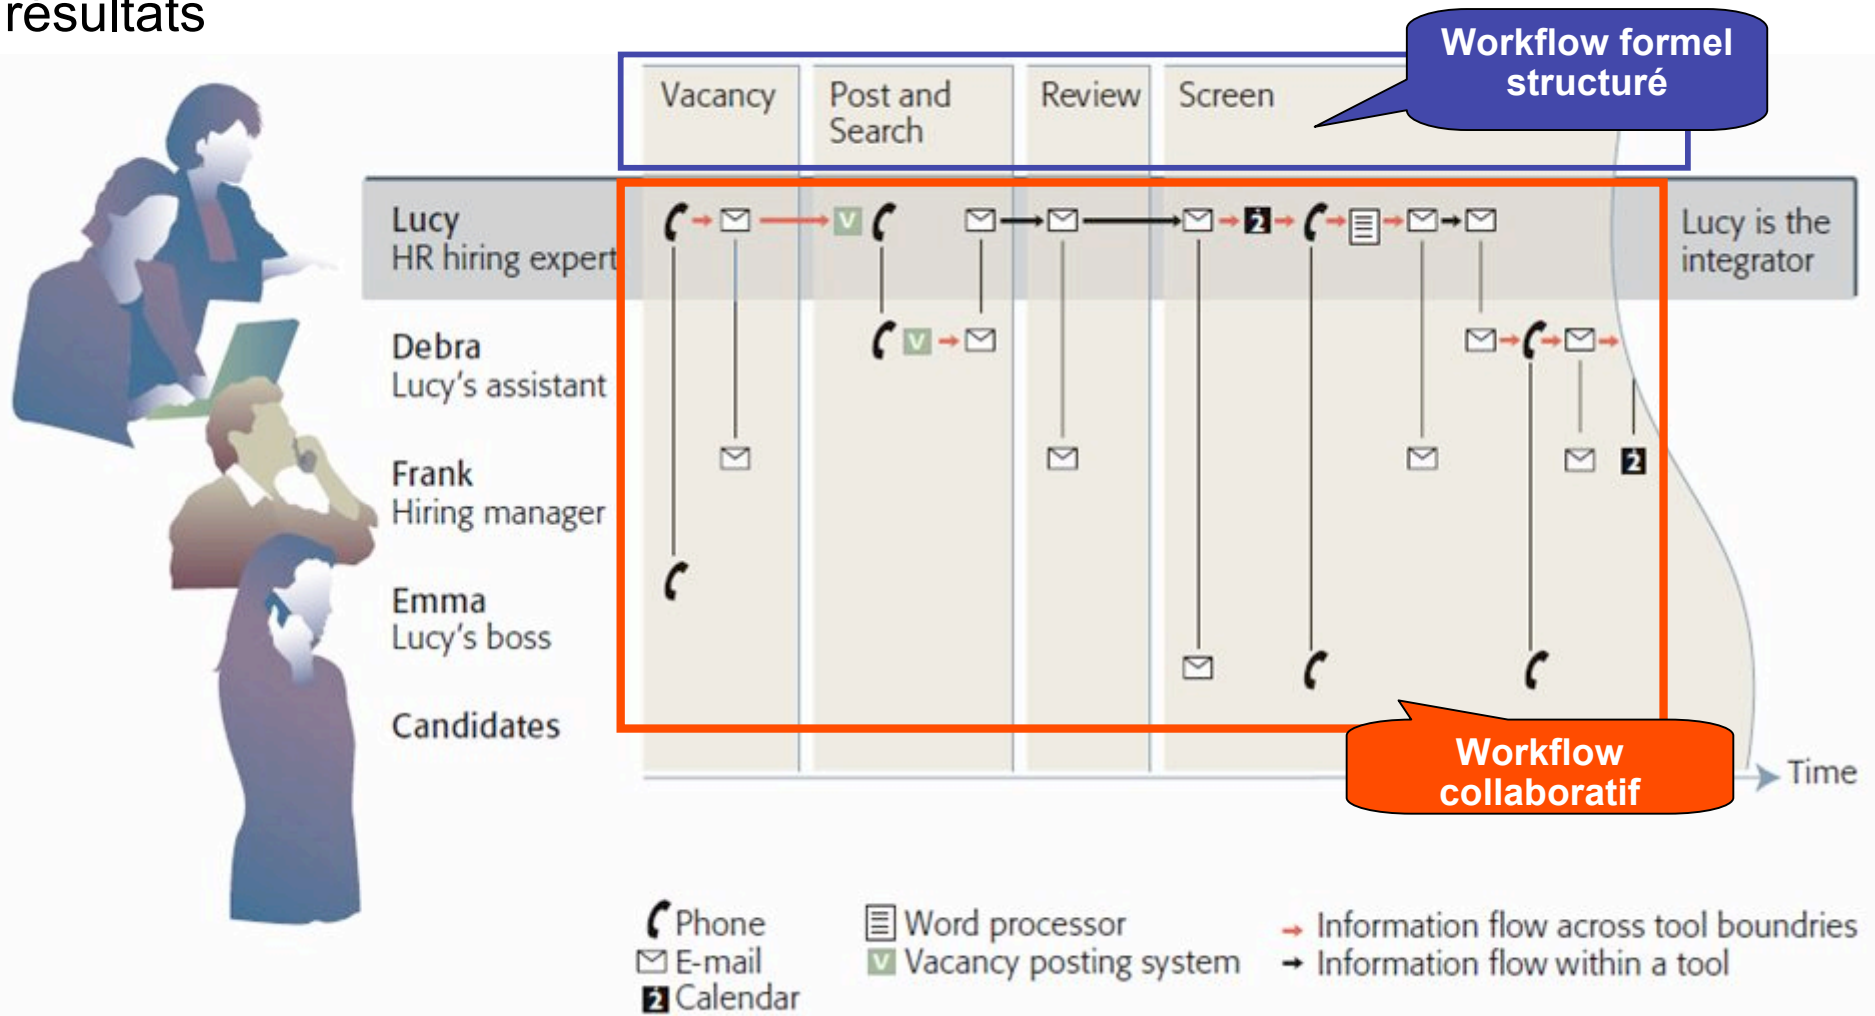 résultats
Workflow formel
structuré
Vacancy
Post and
Search
Review
Screen
Lucy
HR hiring expert
Lucy is the
integrator
Debra
Lucy's assistant
Frank
Hiring manager
Emma
Lucy's boss
Candidates
Workflow
collaboratif
Time
Phone
E-mail
Calendar
Word processor
V Vacancy posting system
Information flow across tool boundries
Information flow within a tool